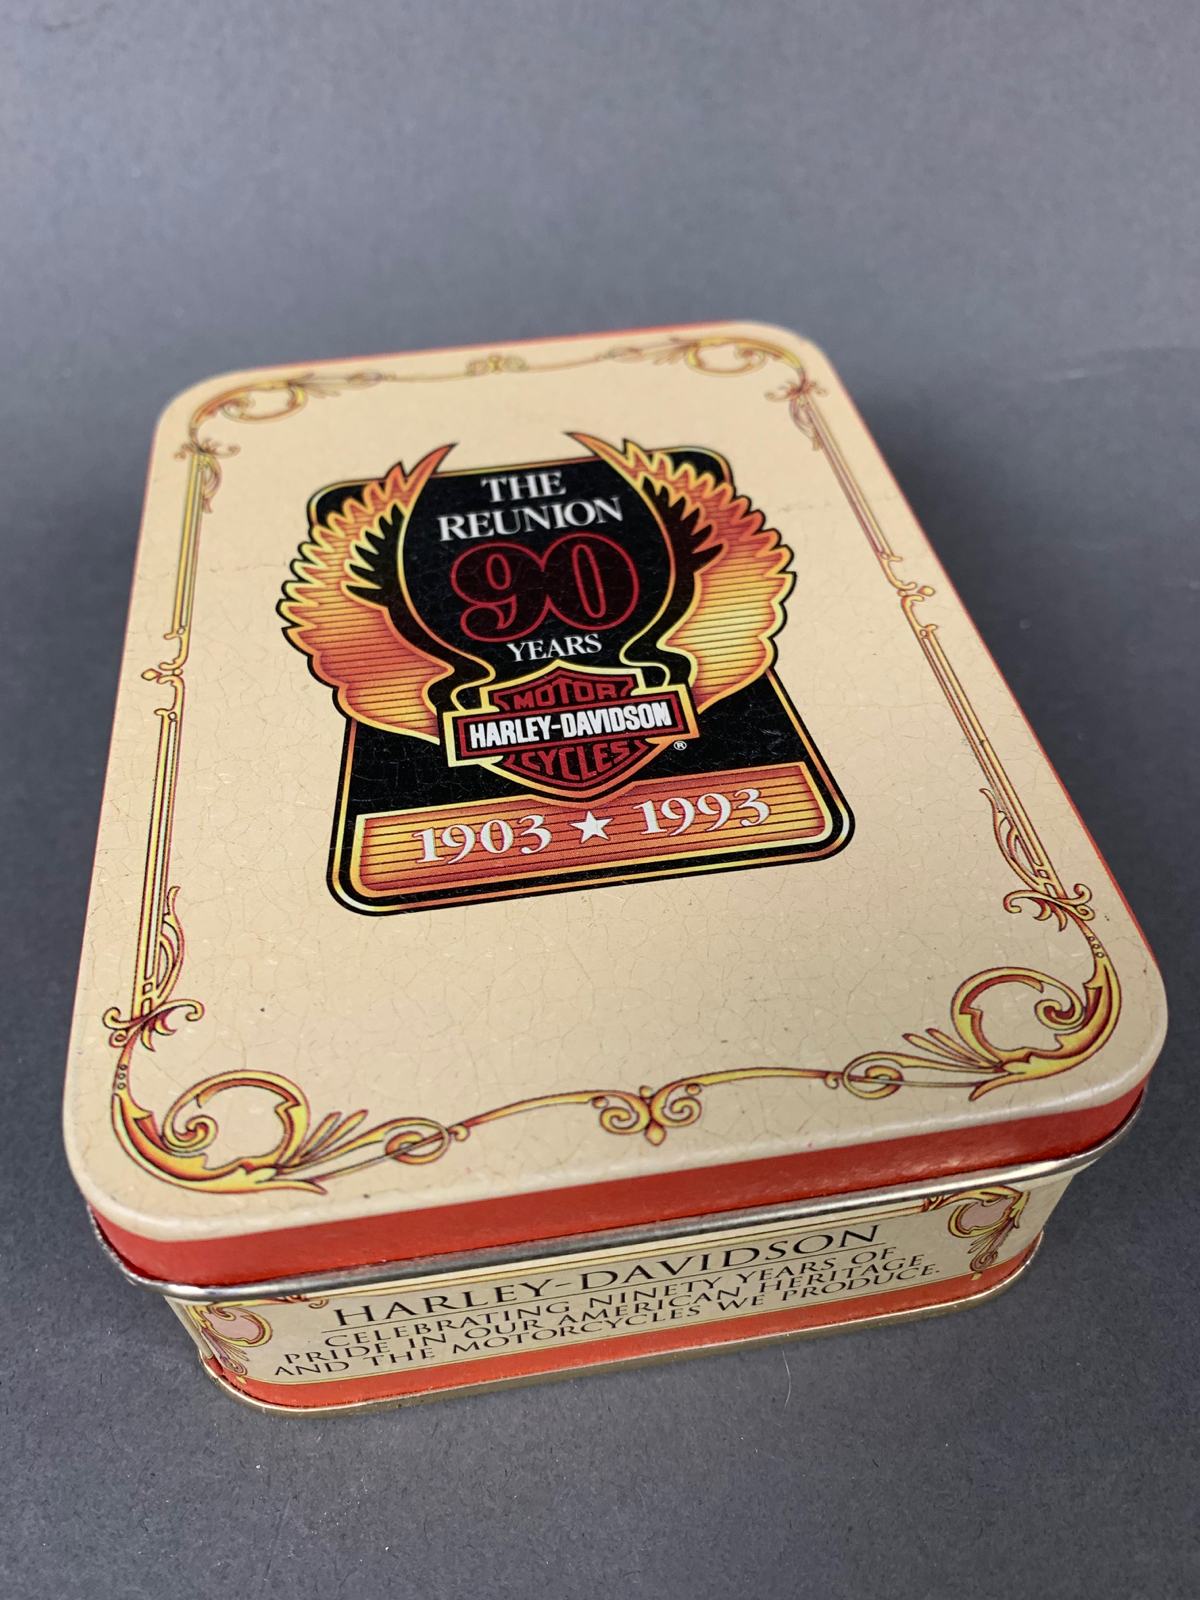 THE
REUNION
90
YEARS
MOTOR
HARLEY-DAVIDSON
CYCLES
®
1903 ★ 1993
HARLEY-DAVIDSON
CELEBRATING NINETY YEARS OF
PRIDE IN OUR AMERICAN HERITAGE
AND THE MOTORCYCLES WE PRODUCE.